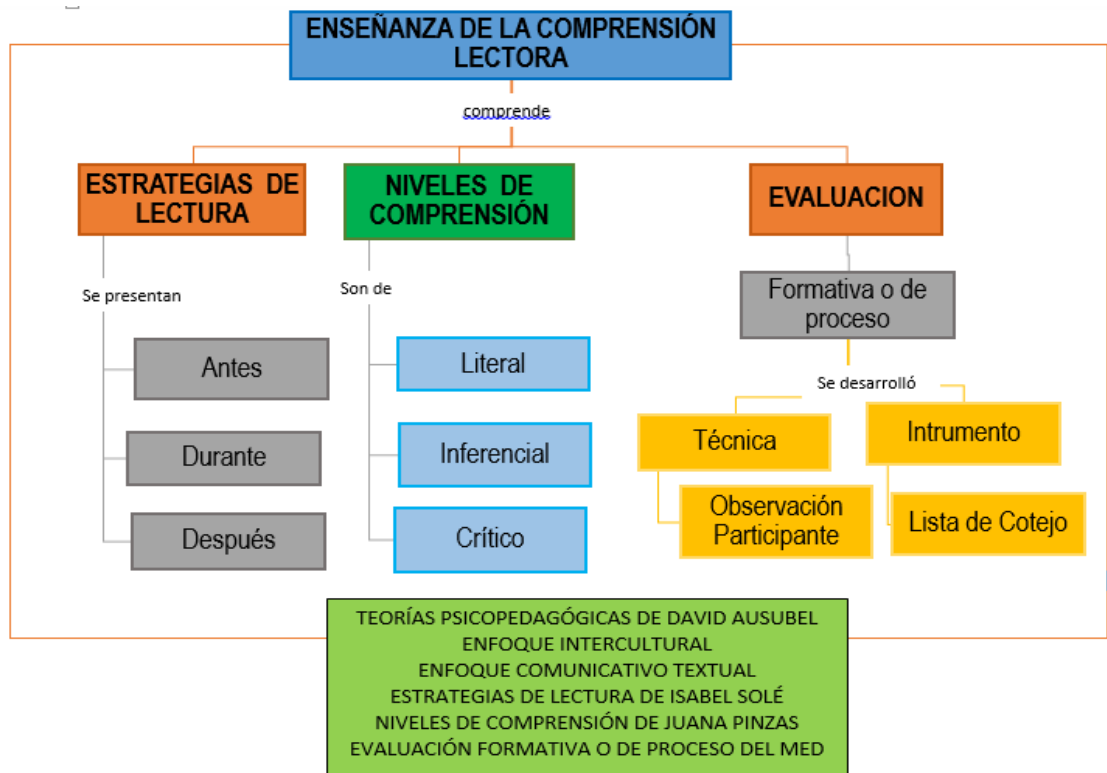 ENSEÑANZA DE LA COMPRENSIÓN
LECTORA
comprende
ESTRATEGIAS DE
LECTURA
Se presentan
Antes
Durante
Después
NIVELES DE
COMPRENSIÓN
Son de
Literal
Inferencial
Crítico
EVALUACION
Formativa o de
proceso
Se desarrolló
Técnica
Observación
Participante
Intrumento
Lista de Cotejo
TEORÍAS PSICOPEDAGÓGICAS DE DAVID AUSUBEL
ENFOQUE INTERCULTURAL
ENFOQUE COMUNICATIVO TEXTUAL
ESTRATEGIAS DE LECTURA DE ISABEL SOLÉ
NIVELES DE COMPRENSIÓN DE JUANA PINZAS
EVALUACIÓN FORMATIVA O DE PROCESO DEL MED